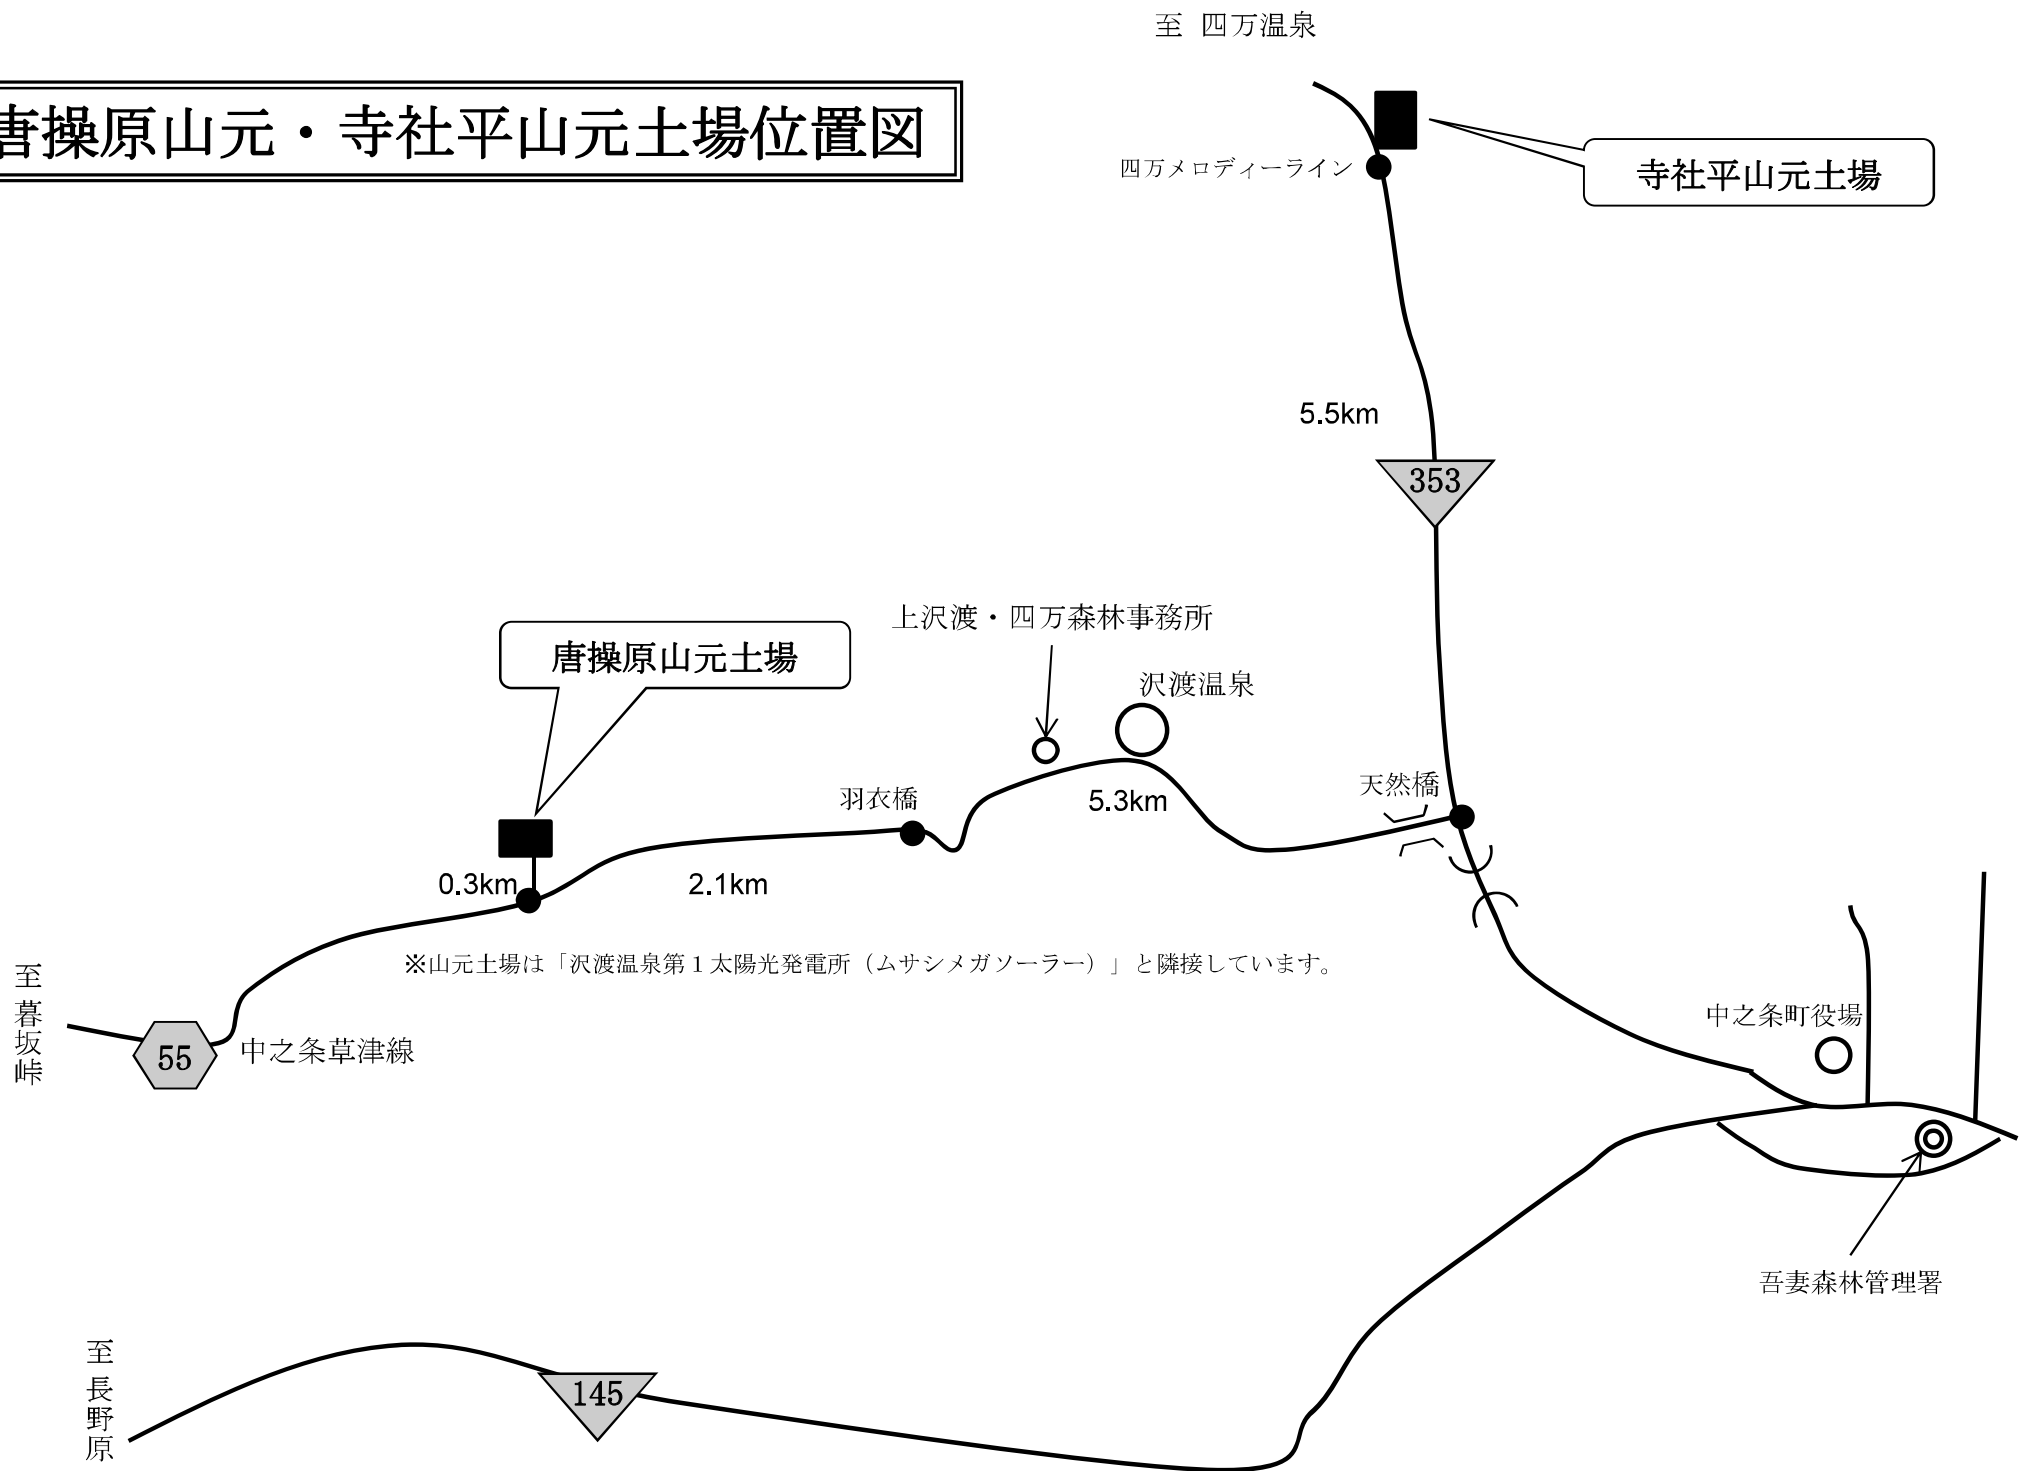 至 四万温泉
唐操原山元・寺社平山元土場位置図
四万メロディーライン
寺社平山元土場
5.5km
353
上沢渡・四万森林事務所
唐操原山元土場
沢渡温泉
天然橋
羽衣橋
5.3km
0.3km
2.1km
※山元土場は「沢渡温泉第１太陽光発電所（ムサシメガソーラー）」と隣接しています。
至 暮坂峠
中之条町役場
55
中之条草津線
吾妻森林管理署
至 長野原
145